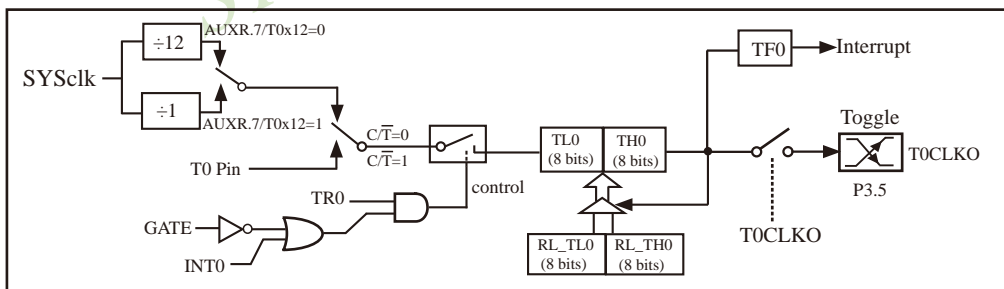 AUXR.7/T0x12=0
÷12
SYSclk
÷1
AUXR.7/T0x12=1
T0 Pin
C/T̅=0
C/T̅=1
TR0
GATE
INT0
control
TL0
(8 bits)
TH0
(8 bits)
RL_TL0
(8 bits)
RL_TH0
(8 bits)
TF0
Interrupt
Toggle
T0CLKO
P3.5
T0CLKO